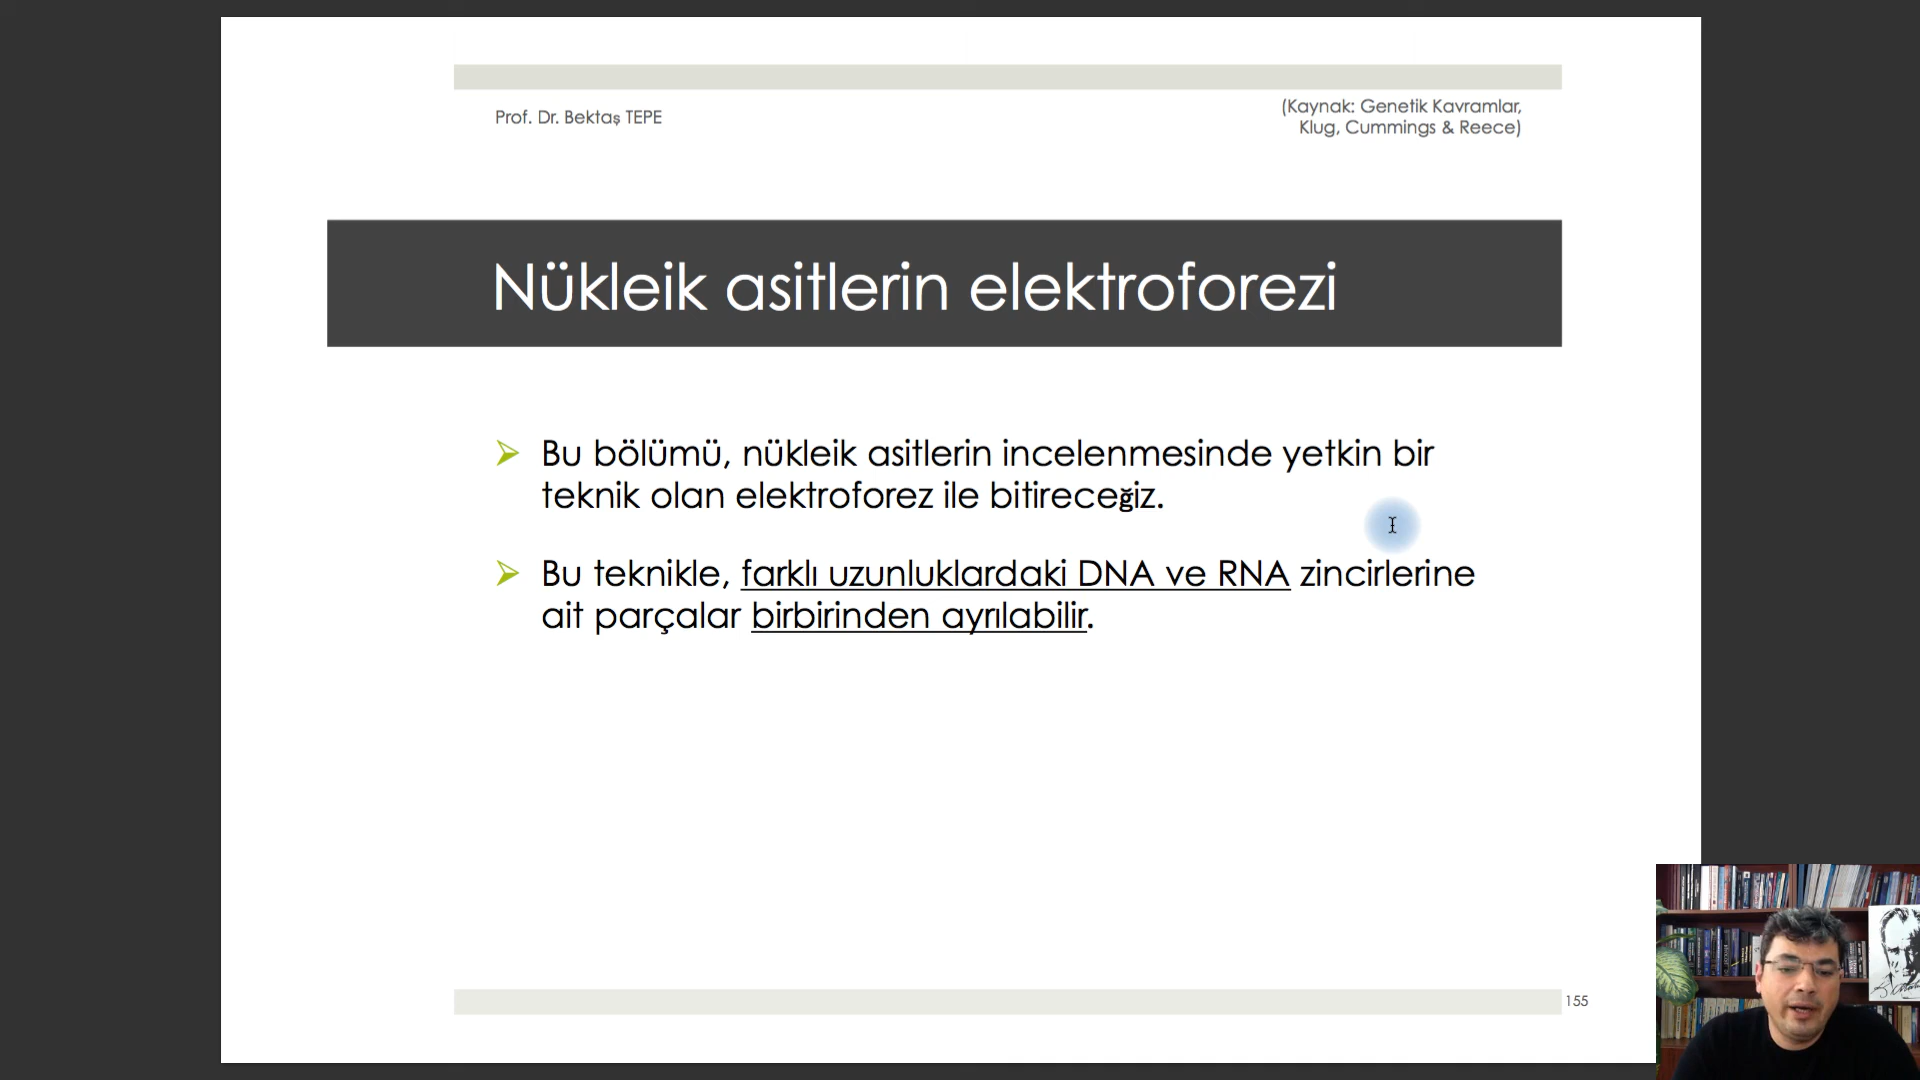 Prof. Dr. Bektaş TEPE
(Kaynak: Genetik Kavramlar,
Klug, Cummings & Reece)
Nükleik asitlerin elektroforezi
Bu bölümü, nükleik asitlerin incelenmesinde yetkin bir
teknik olan elektroforez ile bitireceğiz.
Bu teknikle, farklı uzunluklardaki DNA ve RNA zincirlerine
ait parçalar birbirinden ayrılabilir.
155